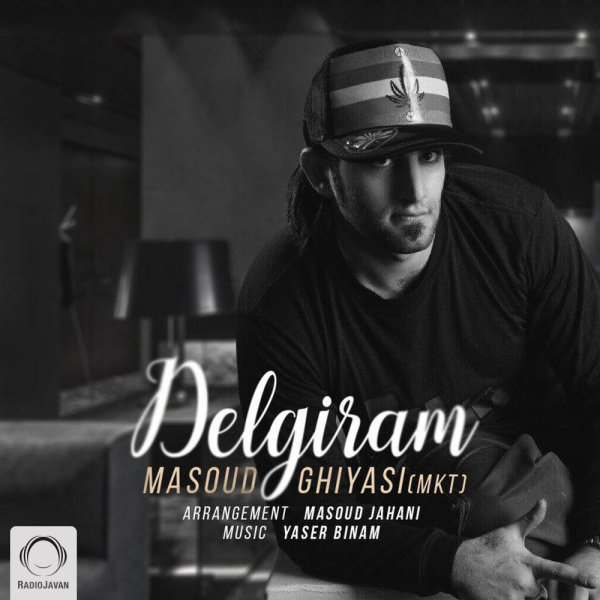 Delgiram
MASOUD GHIYASI(MKT)
ARRANGEMENT MASOUD JAHANI
MUSIC YASER BINAM
RADIOJAVAN